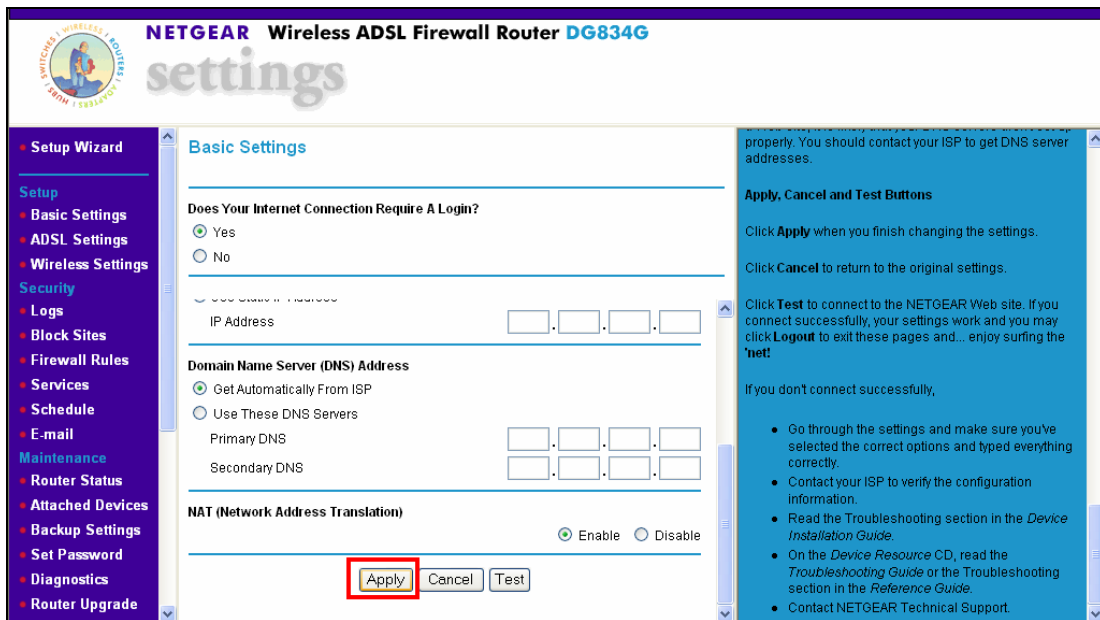 NETGEAR Wireless ADSL Firewall Router DG834G
settings
SWITCHES | WIRELESS | ROUTERS | ADAPTERS | HUBS |
Setup Wizard
Setup
Basic Settings
ADSL Settings
Wireless Settings
Security
Logs
Block Sites
Firewall Rules
Services
Schedule
E-mail
Maintenance
Router Status
Attached Devices
Backup Settings
Set Password
Diagnostics
Router Upgrade
Basic Settings
Does Your Internet Connection Require A Login?
Yes
No
Use Static IP Address
IP Address
. . .
Domain Name Server (DNS) Address
Get Automatically From ISP
Use These DNS Servers
Primary DNS
. . .
Secondary DNS
. . .
NAT (Network Address Translation)
Enable Disable
Apply Cancel Test
properly. You should contact your ISP to get DNS server
addresses.
Apply, Cancel and Test Buttons
Click Apply when you finish changing the settings.
Click Cancel to return to the original settings.
Click Test to connect to the NETGEAR Web site. If you
connect successfully, your settings work and you may
click Logout to exit these pages and... enjoy surfing the
'net!
If you don't connect successfully,
Go through the settings and make sure you've
selected the correct options and typed everything
correctly.
Contact your ISP to verify the configuration
information.
Read the Troubleshooting section in the Device
Installation Guide.
On the Device Resource CD, read the
Troubleshooting Guide or the Troubleshooting
section in the Reference Guide.
Contact NETGEAR Technical Support.